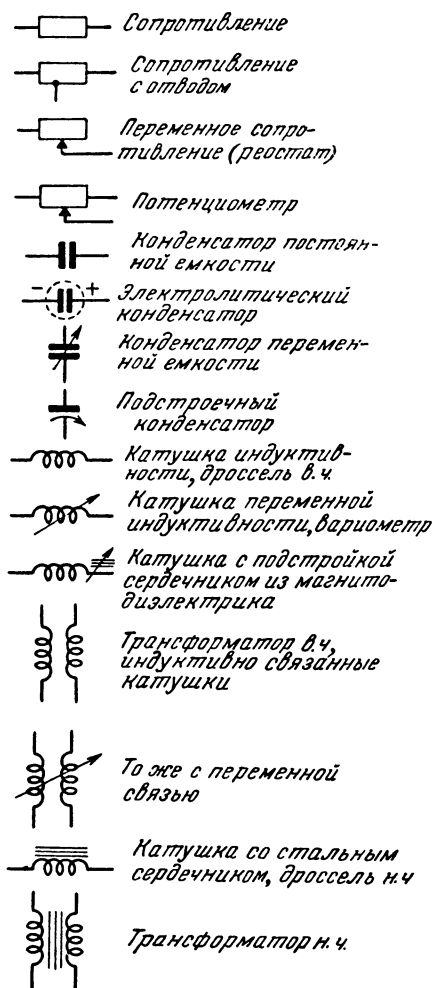 Сопротивление
Сопротивление
с отводом
Переменное сопро-
тивление (реостат)
Потенциометр
Конденсатор постоян-
ной емкости
- +
Электролитический
конденсатор
Конденсатор перемен-
ной емкости
Подстроечный
конденсатор
Катушка индуктив-
ности, дроссель в.ч.
Катушка переменной
индуктивности, вариометр
Катушка с подстройкой
сердечником из магнито-
диэлектрика
Трансформатор в.ч,
индуктивно связанные
катушки
То же с переменной
связью
Катушка со стальным
сердечником, дроссель н.ч
Трансформатор н.ч.